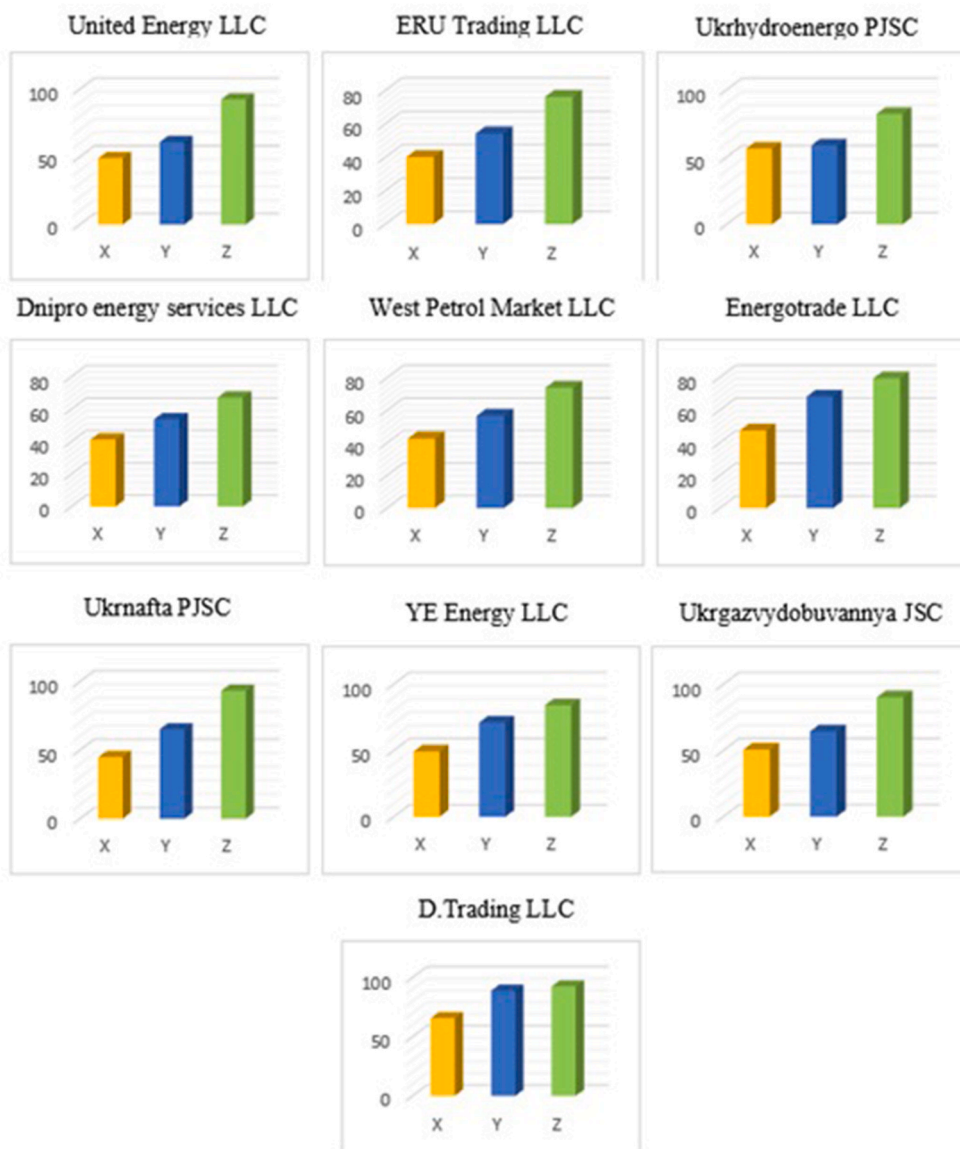 United Energy LLC
ERU Trading LLC
Ukrhydroenergo PJSC
100
50
0
X Y Z
80
60
40
20
0
X Y Z
100
50
0
X Y Z
Dnipro energy services LLC
West Petrol Market LLC
Energotrade LLC
80
60
40
20
0
X Y Z
80
60
40
20
0
X Y Z
80
60
40
20
0
X Y Z
Ukrnafta PJSC
YE Energy LLC
Ukrgazvydobuvannya JSC
100
50
0
X Y Z
100
50
0
X Y Z
100
50
0
X Y Z
D.Trading LLC
100
50
0
X Y Z